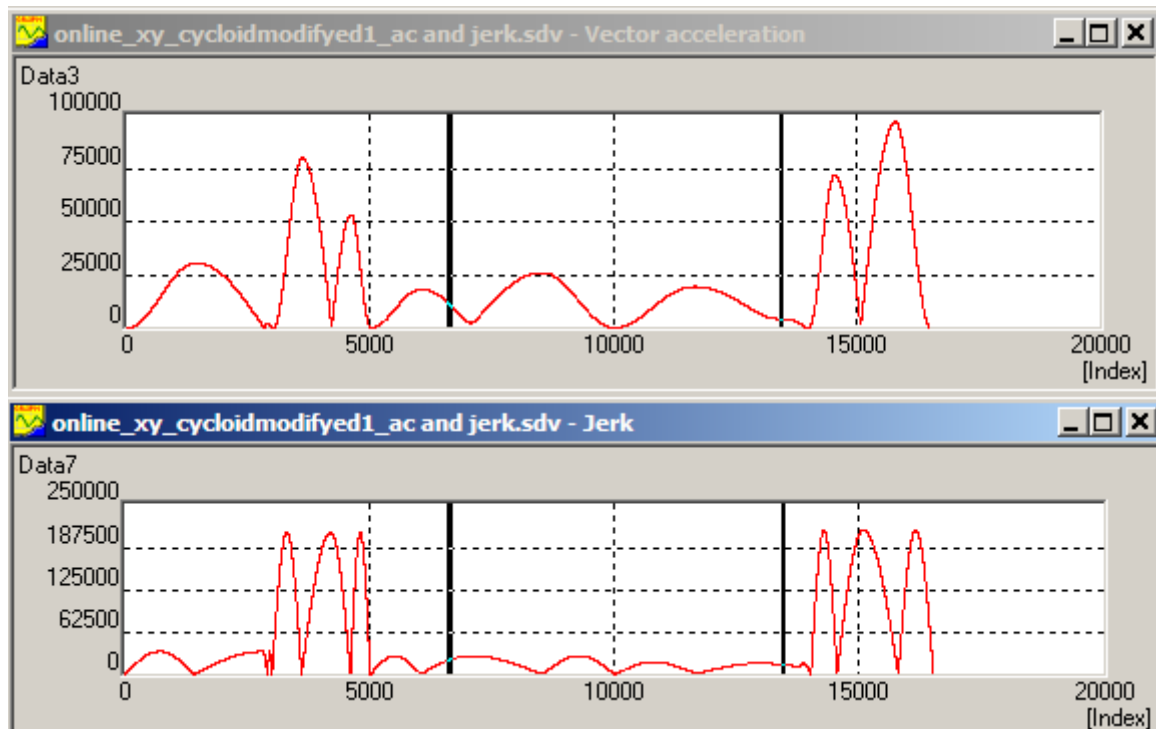 online_xy_cycloidmodifyed1_ac and jerk.sdv - Vector acceleration
Data3
100000
75000
50000
25000
0
0 5000 10000 15000 20000
[Index]
online_xy_cycloidmodifyed1_ac and jerk.sdv - Jerk
Data7
250000
187500
125000
62500
0
0 5000 10000 15000 20000
[Index]